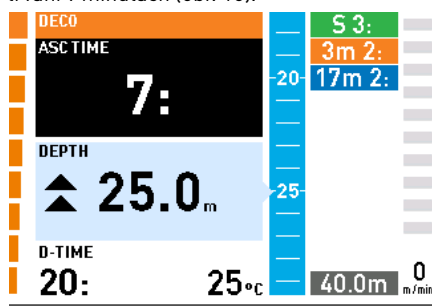 DECO
ASC TIME
7:
DEPTH
25.0m
D-TIME
20: 25°C
20
25
S 3:
3m 2:
17m 2:
40.0m
0
m/min